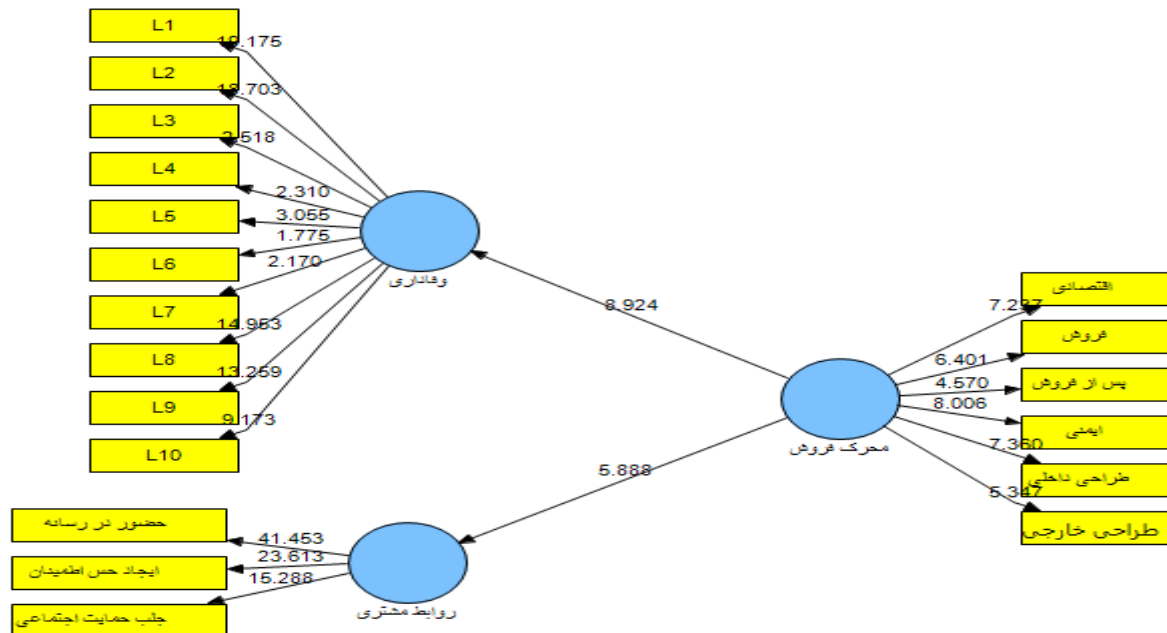 L1
L2
L3
L4
L5
L6
L7
L8
L9
L10
10.175
18.703
2.518
2.310
3.055
1.775
2.170
14.953
13.259
9.173
وفاداری
8.924
5.888
محرک فروش
7.237
6.401
4.570
8.006
7.360
5.347
اقتصادی
فروش
پس از فروش
ایمنی
طراحی داخلی
طراحی خارجی
حضور در رسانه
ایجاد حس اطمینان
جلب حمایت اجتماعی
41.453
23.613
15.288
روابط مشتری